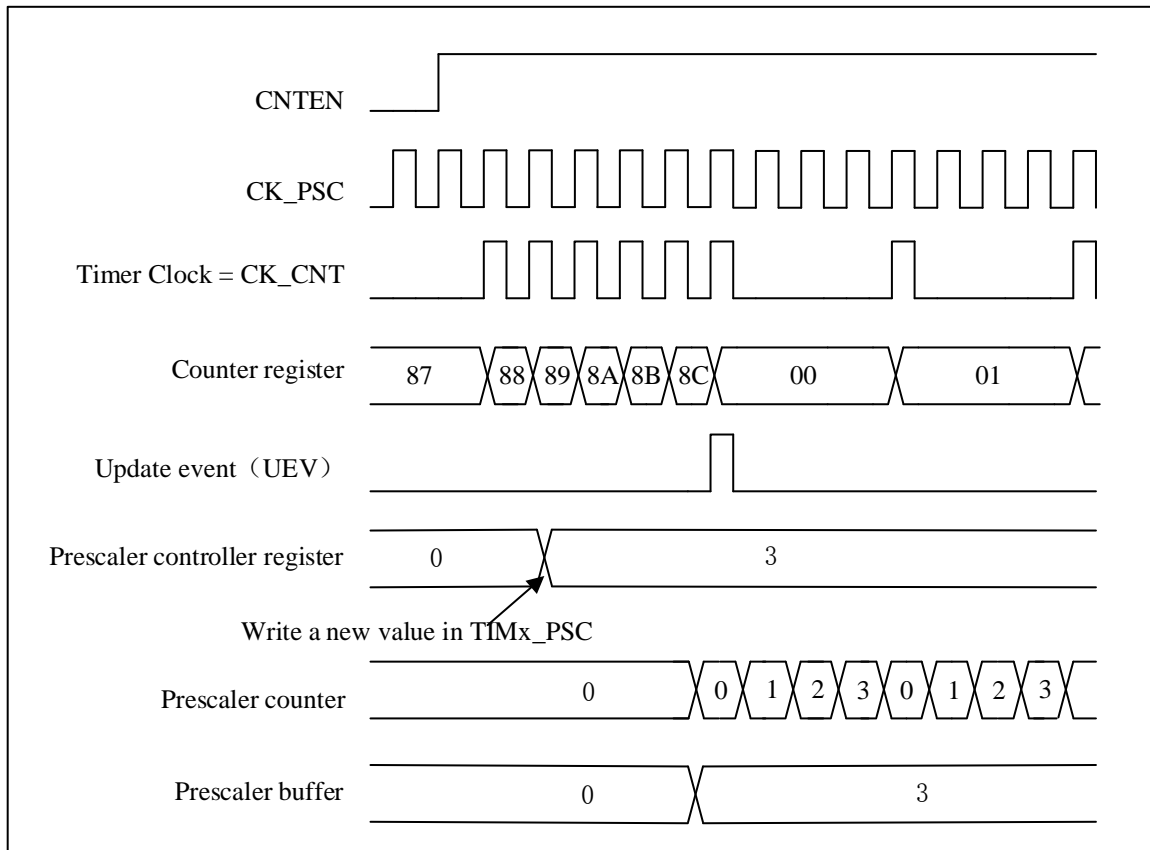 CNTEN
CK_PSC
Timer Clock = CK_CNT
Counter register
87 88 89 8A 8B 8C 00 01
Update event（UEV）
Prescaler controller register
0 3
Write a new value in TIMx_PSC
Prescaler counter
0 0 1 2 3 0 1 2 3
Prescaler buffer
0 3